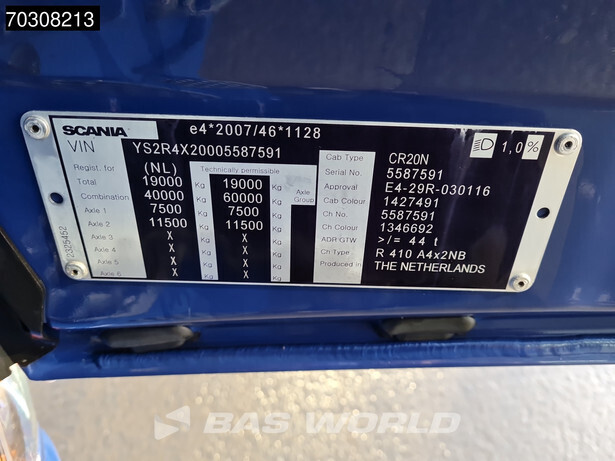 70308213
SCANIA e4*2007/46*1128
VIN YS2R4X20005587591 1,0%
Regist. for (NL) Technically permissible
Total 19000 Kg 19000 Kg
Combination 40000 Kg 60000 Kg
Axle 1 7500 Kg 7500 Kg
Axle 2 11500 Kg 11500 Kg
Axle 3 X Kg X Kg
Axle 4 X Kg X Kg
Axle 5 X Kg X Kg
Axle 6 X Kg X Kg
Axle Group
Cab Type CR20N
Serial No. 5587591
Approval E4-29R-030116
Cab Colour 1427491
Ch No. 5587591
Ch Colour 1346692
ADR GTW >/= 44 t
Ch Type R 410 A4x2NB
Produced in THE NETHERLANDS
2325452
BAS WORLD